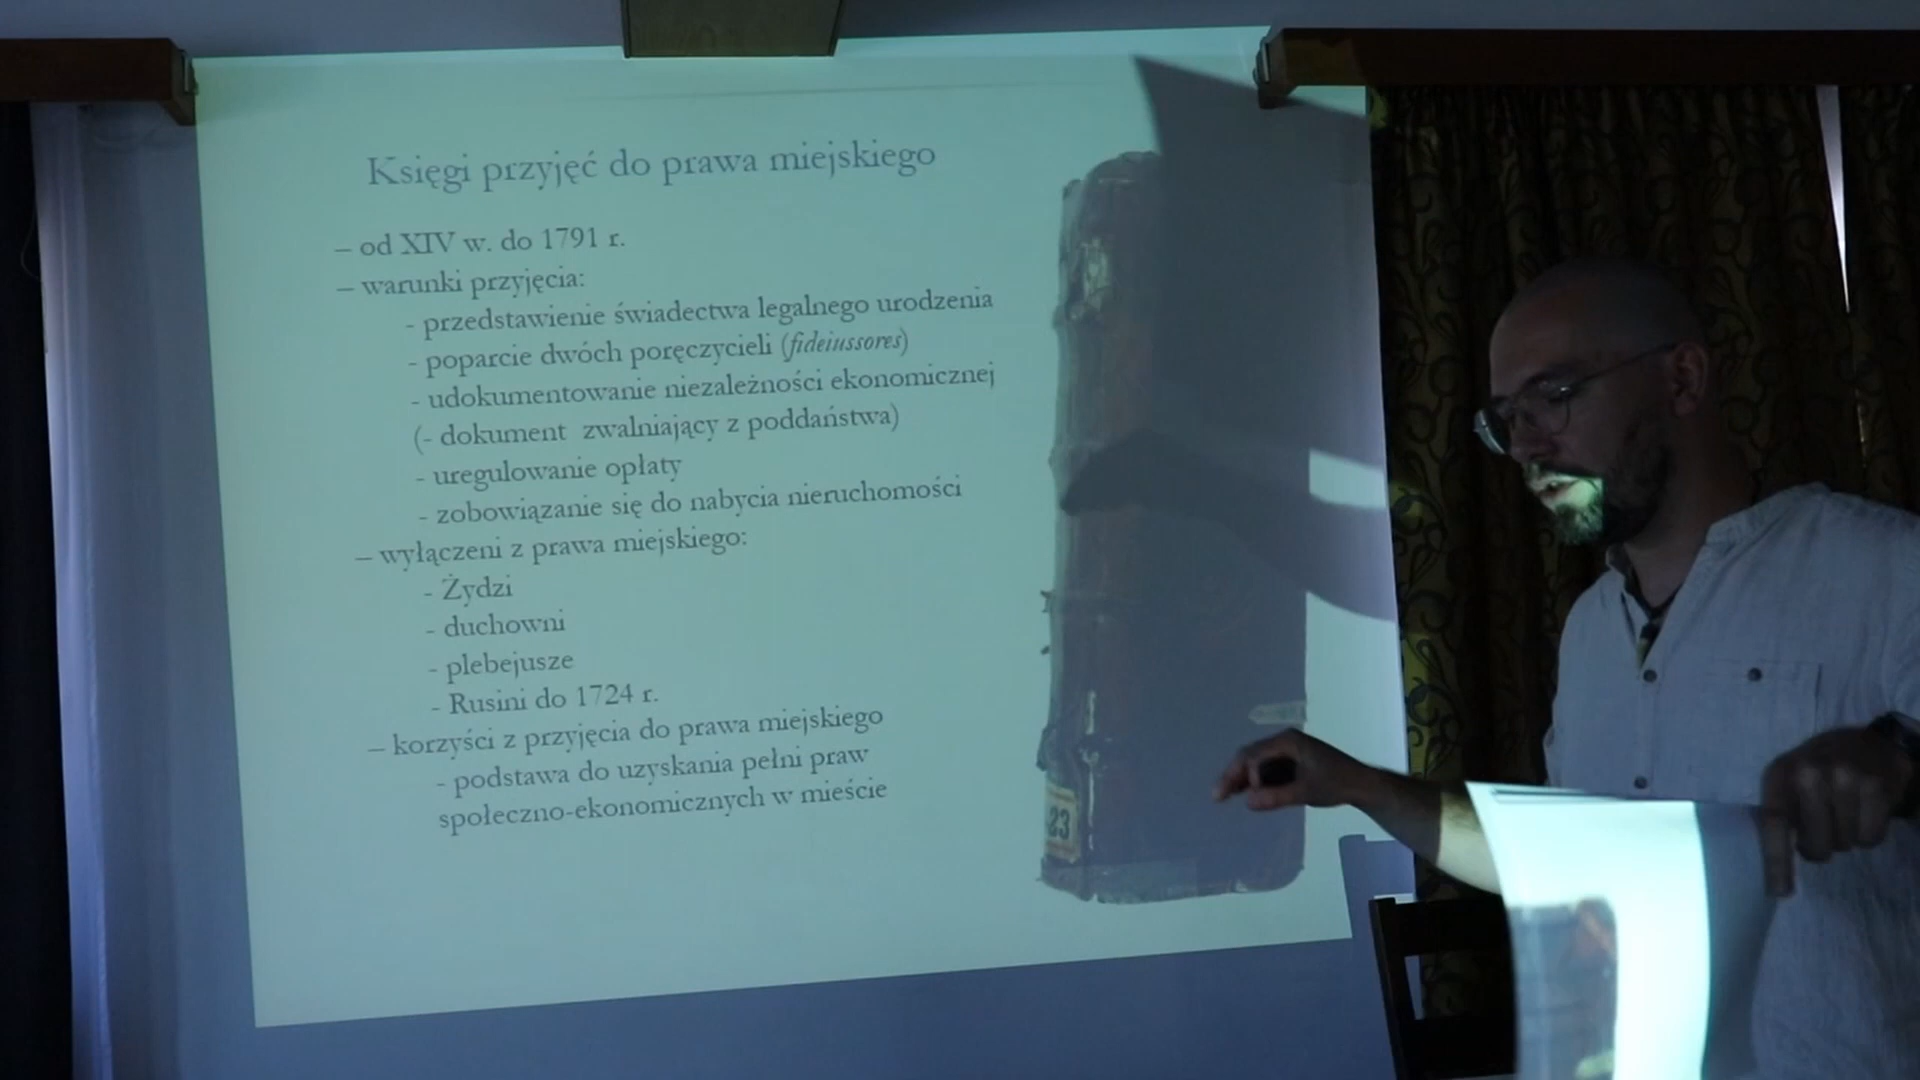 Księgi przyjęć do prawa miejskiego
– od XIV w. do 1791 r.
– warunki przyjęcia:
- przedstawienie świadectwa legalnego urodzenia
- poparcie dwóch poręczycieli (fideiussores)
- udokumentowanie niezależności ekonomicznej
(- dokument zwalniający z poddaństwa)
- uregulowanie opłaty
- zobowiązanie się do nabycia nieruchomości
– wyłączeni z prawa miejskiego:
- Żydzi
- duchowni
- plebejusze
- Rusini do 1724 r.
– korzyści z przyjęcia do prawa miejskiego
- podstawa do uzyskania pełni praw
społeczno-ekonomicznych w mieście
23